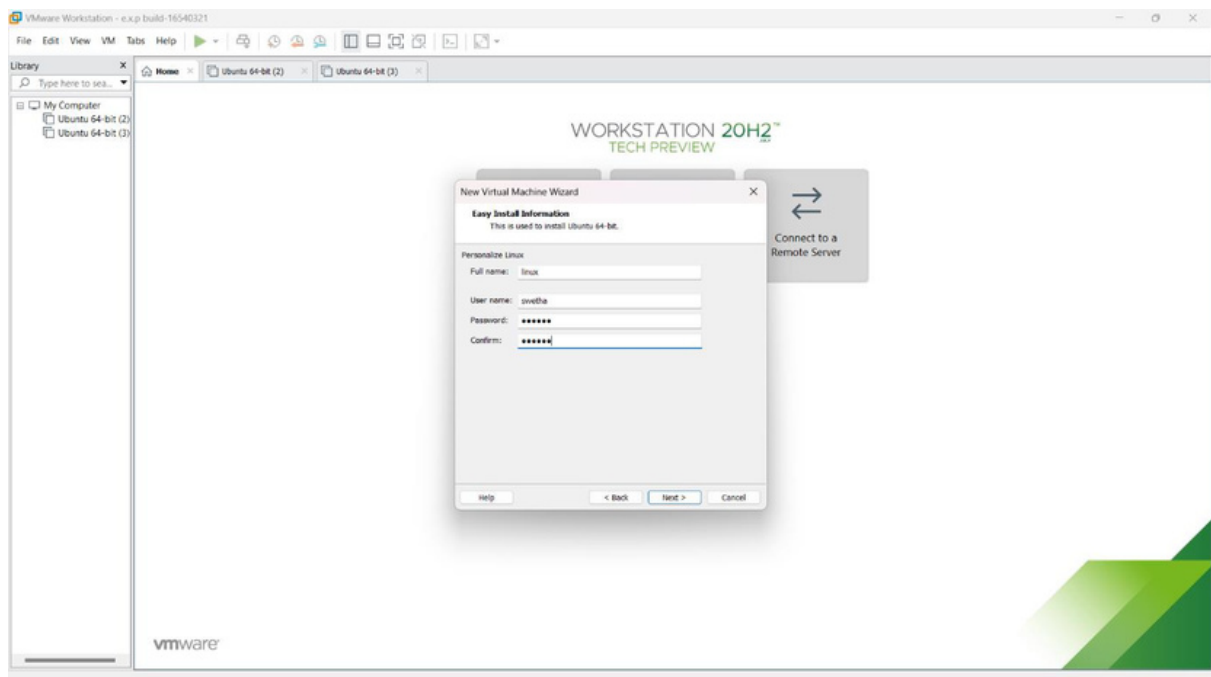 VMware Workstation - e.x.p build-16540321
File Edit View VM Tabs Help
Library X
Home × Ubuntu 64-bit (2) × Ubuntu 64-bit (3) ×
Type here to sea...
My Computer
Ubuntu 64-bit (2)
Ubuntu 64-bit (3)
WORKSTATION 20H2™
TECH PREVIEW
New Virtual Machine Wizard
Easy Install Information
This is used to install Ubuntu 64-bit.
Connect to a
Remote Server
Personalize Linux
Full name: linux
User name: swetha
Password: ●●●●●●
Confirm: ●●●●●●
Help < Back Next > Cancel
vmware